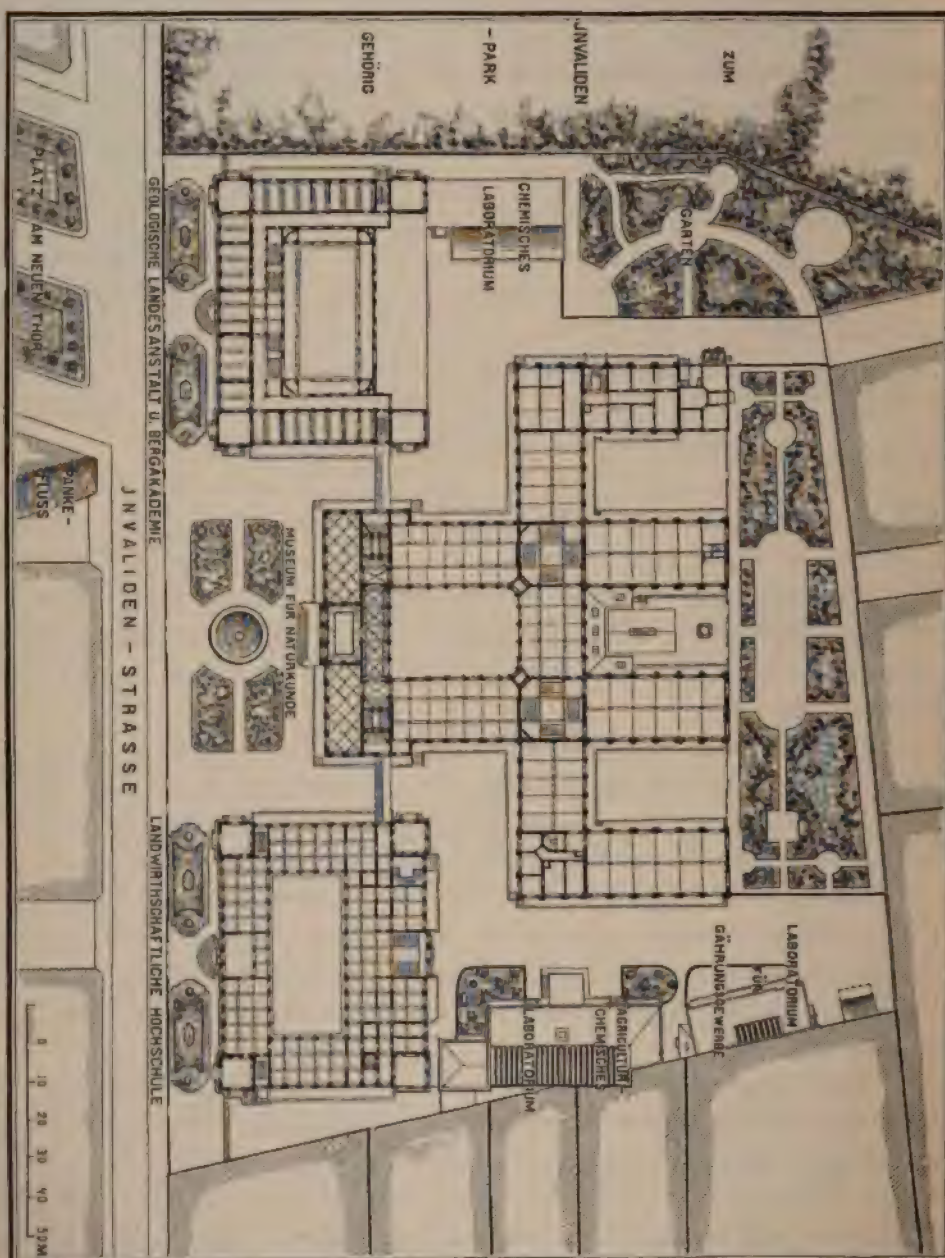 ZUM
JNVALIDEN
- PARK
GEHÖRIG
GARTEN
CHEMISCHES
LABORATORIUM
LABORATORIUM
FÜR
GÄHRUNGSGEWERBE
AGRICULTUR-
CHEMISCHES
LABORATORIUM
MUSEUM FÜR NATURKUNDE
GEOLOGISCHE LANDESANSTALT U. BERGAKADEMIE
LANDWIRTHSCHAFTLICHE HOCHSCHULE
JNVALIDEN - STRASSE
PLATZ AM NEUEN THOR
PANKE-
FLUSS
0 10 20 30 40 50 M